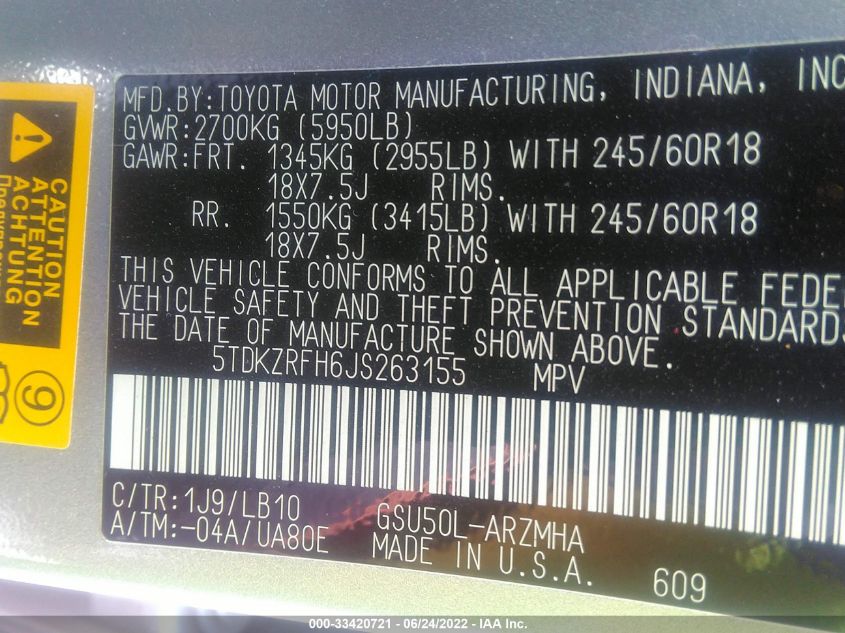 MFD.BY:TOYOTA MOTOR MANUFACTURING, INDIANA, INC
GVWR:2700KG (5950LB)
GAWR:FRT. 1345KG (2955LB) WITH 245/60R18
18X7.5J RIMS.
RR. 1550KG (3415LB) WITH 245/60R18
18X7.5J RIMS.
THIS VEHICLE CONFORMS TO ALL APPLICABLE FEDE
VEHICLE SAFETY AND THEFT PREVENTION STANDARDS
THE DATE OF MANUFACTURE SHOWN ABOVE.
5TDKZRFH6JS263155 MPV
C/TR:1J9/LB10 GSU50L-ARZMHA
A/TM:-04A/UA80E MADE IN U.S.A. 609
CAUTION
ATTENTION
ACHTUNG
9
000-33420721 - 06/24/2022 - IAA Inc.